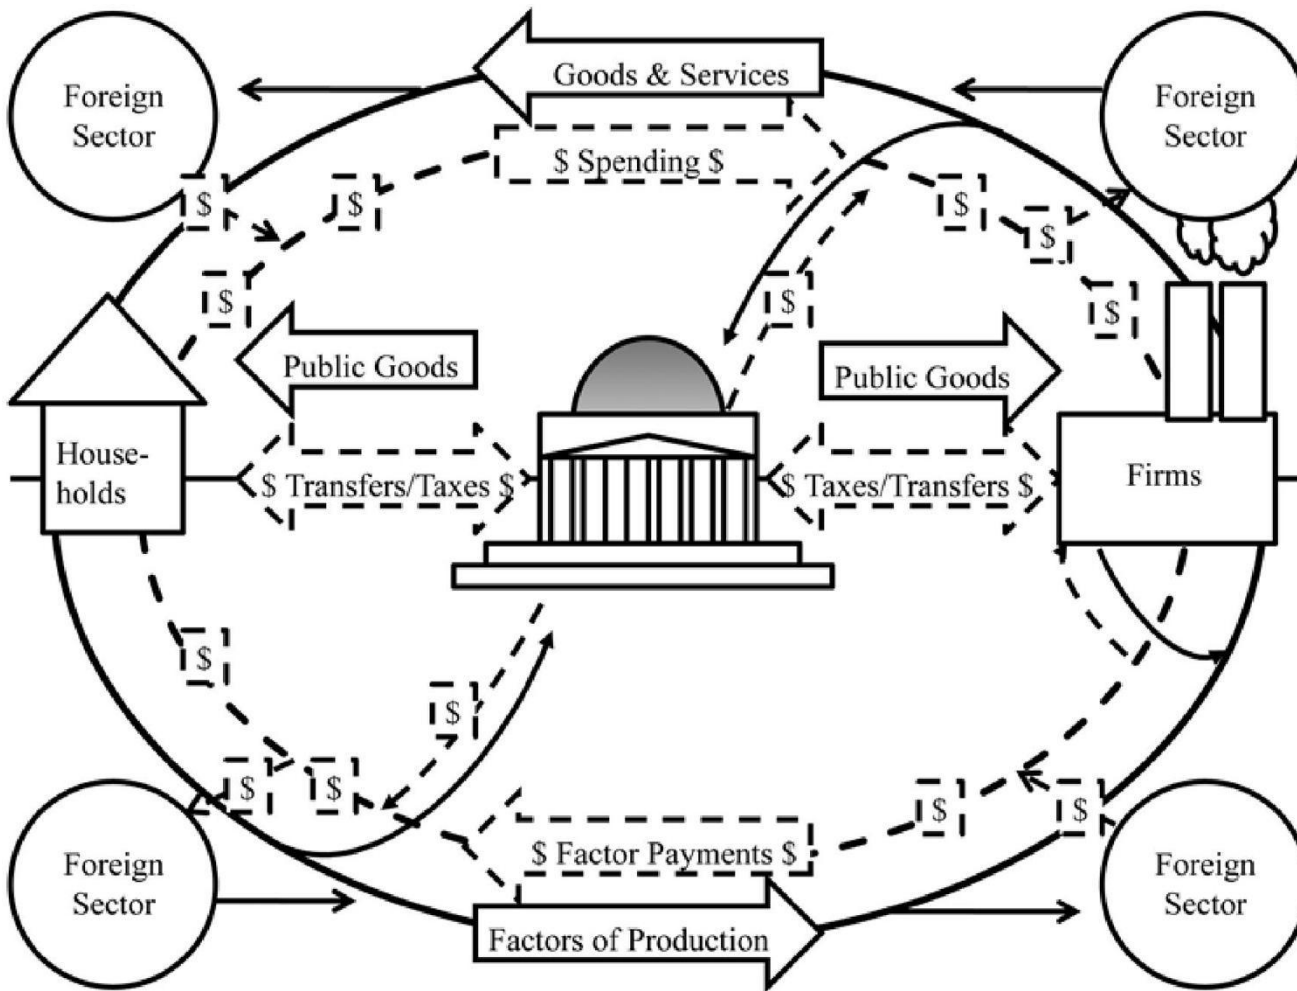 Goods & Services
Foreign
Sector
Foreign
Sector
$ Spending $
$
$
$
$
$
$
$
Public Goods
Public Goods
House-
holds
$ Transfers/Taxes $
$ Taxes/Transfers $
Firms
$
$
$
$
$
$
$ Factor Payments $
Foreign
Sector
Foreign
Sector
Factors of Production